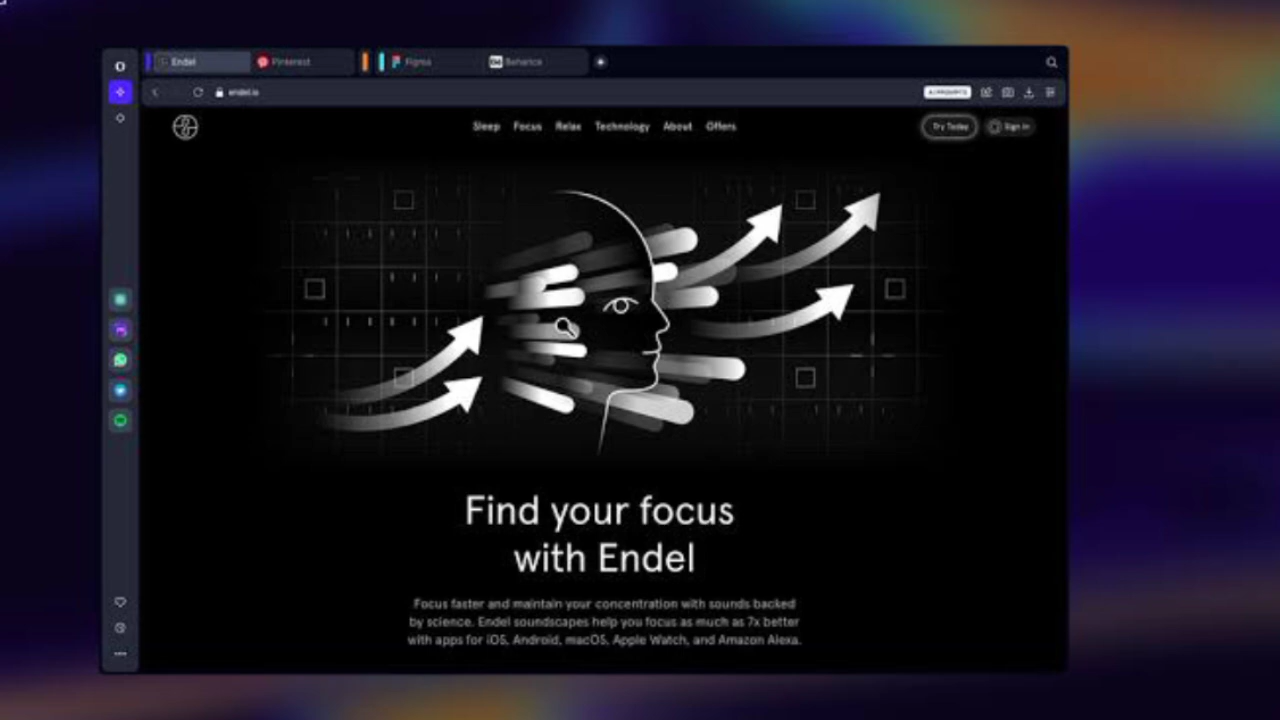 Endel
Pinterest
Figma
Behance
endel.io
AI PROMPTS
Sleep Focus Relax Technology About Offers
Try Today
Sign In
Find your focus
with Endel
Focus faster and maintain your concentration with sounds backed
by science. Endel soundscapes help you focus as much as 7x better
with apps for iOS, Android, macOS, Apple Watch, and Amazon Alexa.